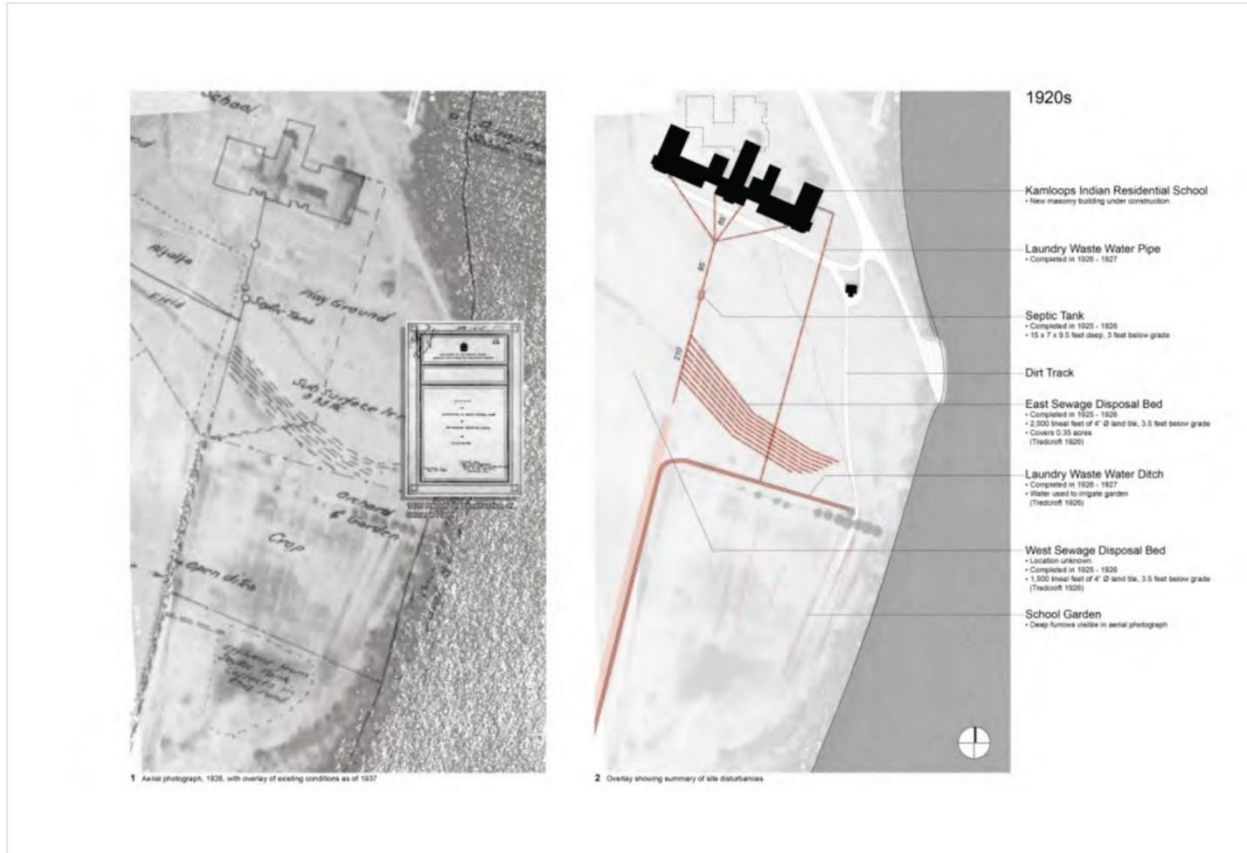 School.
Alfalfa
Field
Play Ground
Septic Tank
Orchard
& Garden
Crop
Open ditch
1 Aerial photograph, 1928, with overlay of existing conditions as of 1937
85'
85'
210'
2 Overlay showing summary of site disturbances
1920s
Kamloops Indian Residential School
• New masonry building under construction
Laundry Waste Water Pipe
• Completed in 1926 - 1927
Septic Tank
• Completed in 1925 - 1926
• 15 x 7 x 9.5 feet deep, 3 feet below grade
Dirt Track
East Sewage Disposal Bed
• Completed in 1925 - 1926
• 2,000 lineal feet of 4" Ø land tile, 3.5 feet below grade
• Covers 0.35 acres
(Tredcroft 1926)
Laundry Waste Water Ditch
• Completed in 1926 - 1927
• Water used to irrigate garden
(Tredcroft 1926)
West Sewage Disposal Bed
• Location unknown
• Completed in 1925 - 1926
• 1,500 lineal feet of 4" Ø land tile, 3.5 feet below grade
(Tredcroft 1926)
School Garden
• Deep furrows visible in aerial photograph